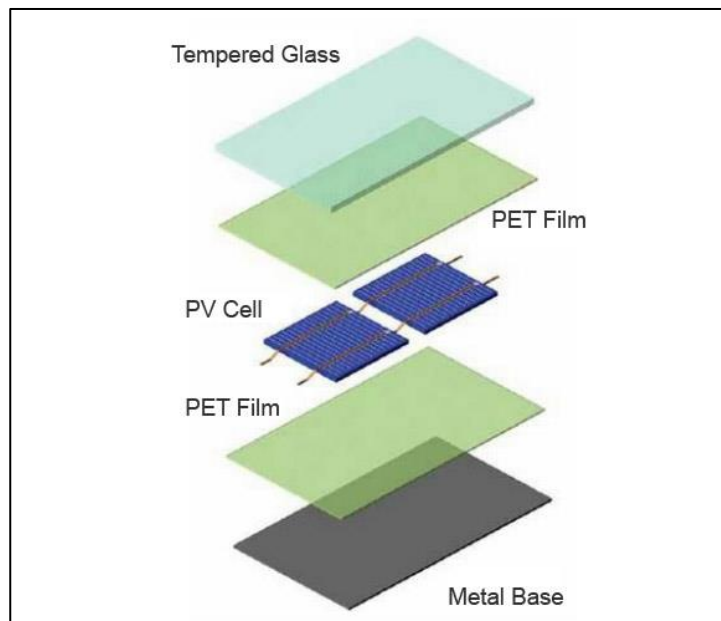 Tempered Glass
PET Film
PV Cell
PET Film
Metal Base